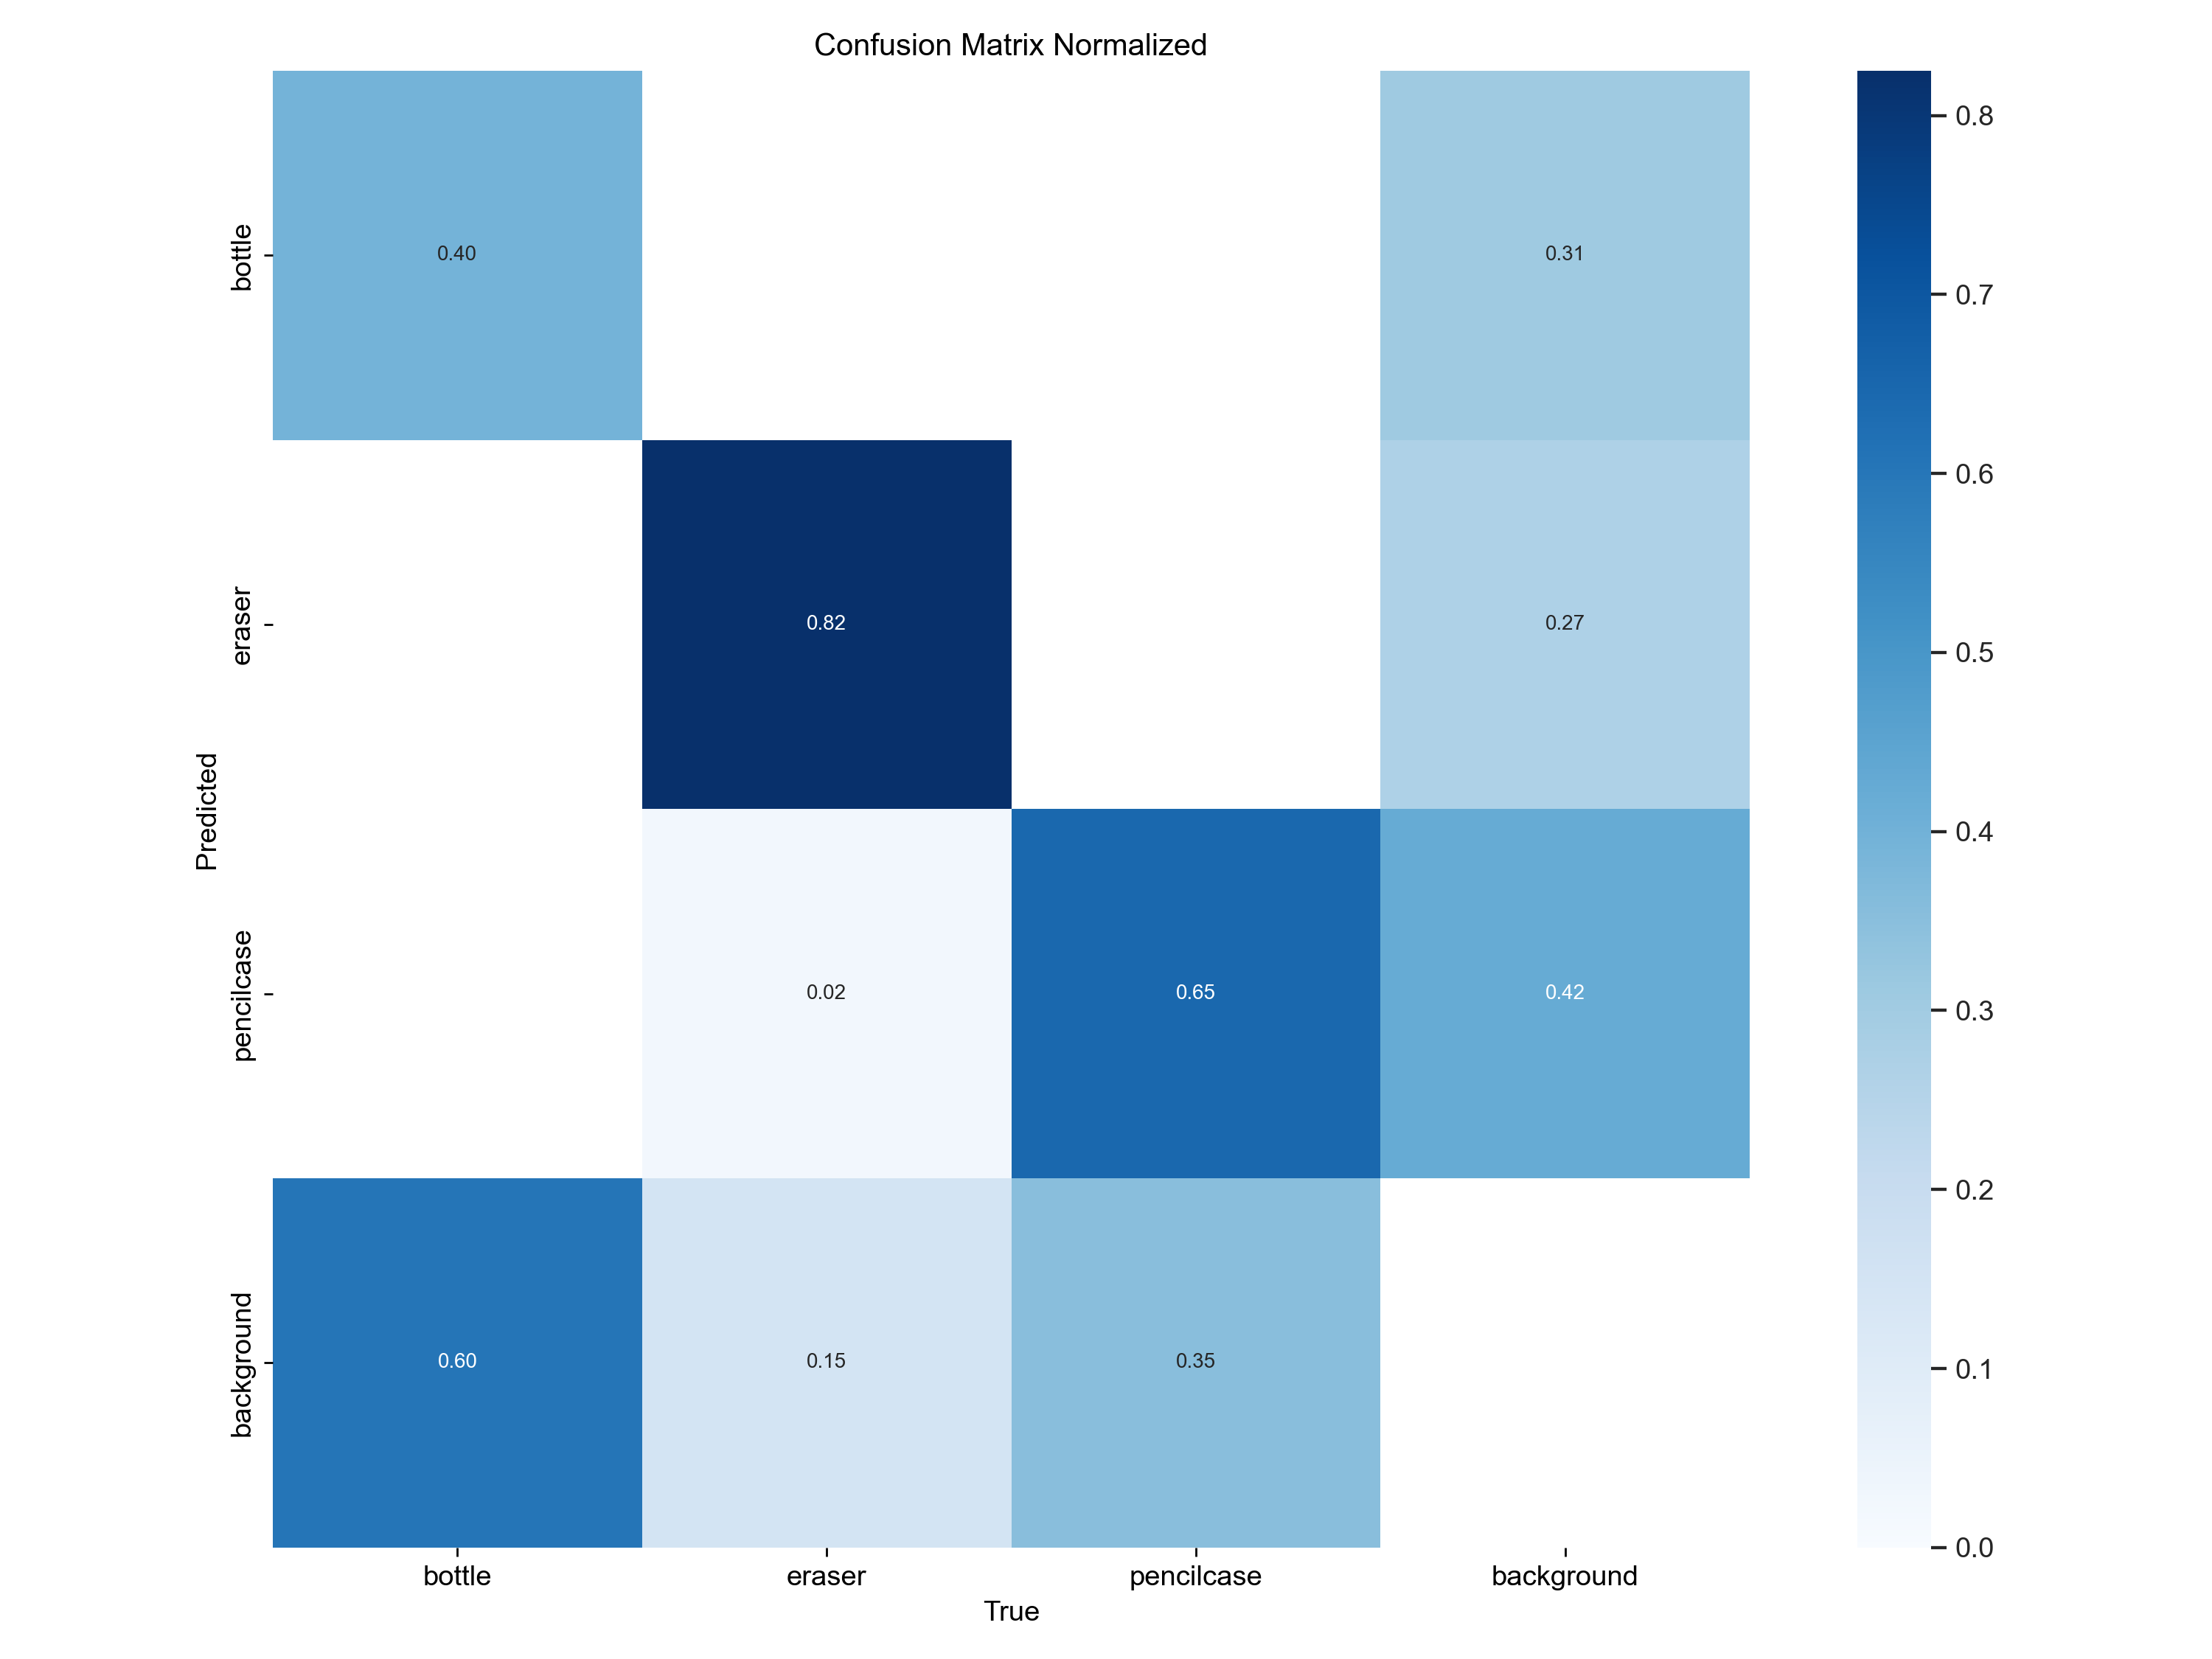 Confusion Matrix Normalized
bottle
0.40
0.31
eraser
0.82
0.27
pencilcase
0.02
0.65
0.42
background
0.60
0.15
0.35
Predicted
bottle
eraser
pencilcase
background
True
0.8
0.7
0.6
0.5
0.4
0.3
0.2
0.1
0.0